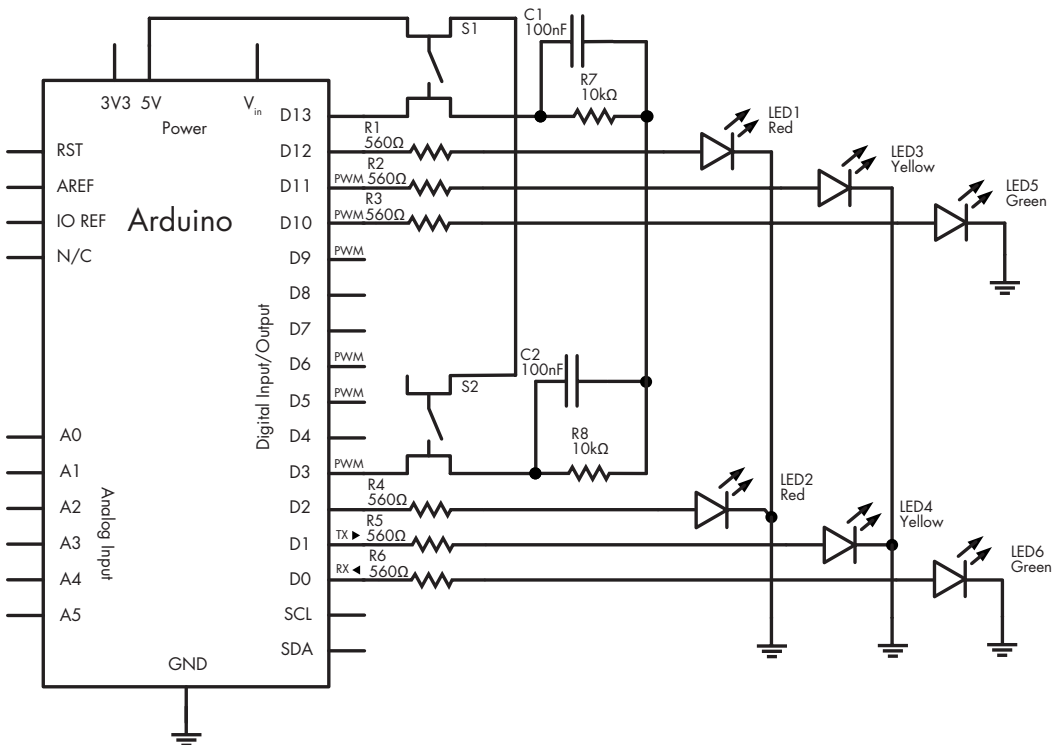 C1
100nF
S1
R7
10kΩ
3V3 5V
Vin
Power
D13
LED1
Red
R1
560Ω
RST
D12
R2
LED3
Yellow
AREF
D11
PWM
560Ω
R3
LED5
Green
IO REF
Arduino
D10
PWM
560Ω
N/C
D9
PWM
D8
Digital Input/Output
D7
D6
PWM
C2
100nF
S2
D5
PWM
A0
D4
R8
10kΩ
A1
D3
PWM
LED2
Red
R4
560Ω
A2
D2
Analog Input
LED4
Yellow
R5
A3
D1
TX ►
560Ω
R6
LED6
Green
A4
D0
RX ◄
560Ω
A5
SCL
SDA
GND